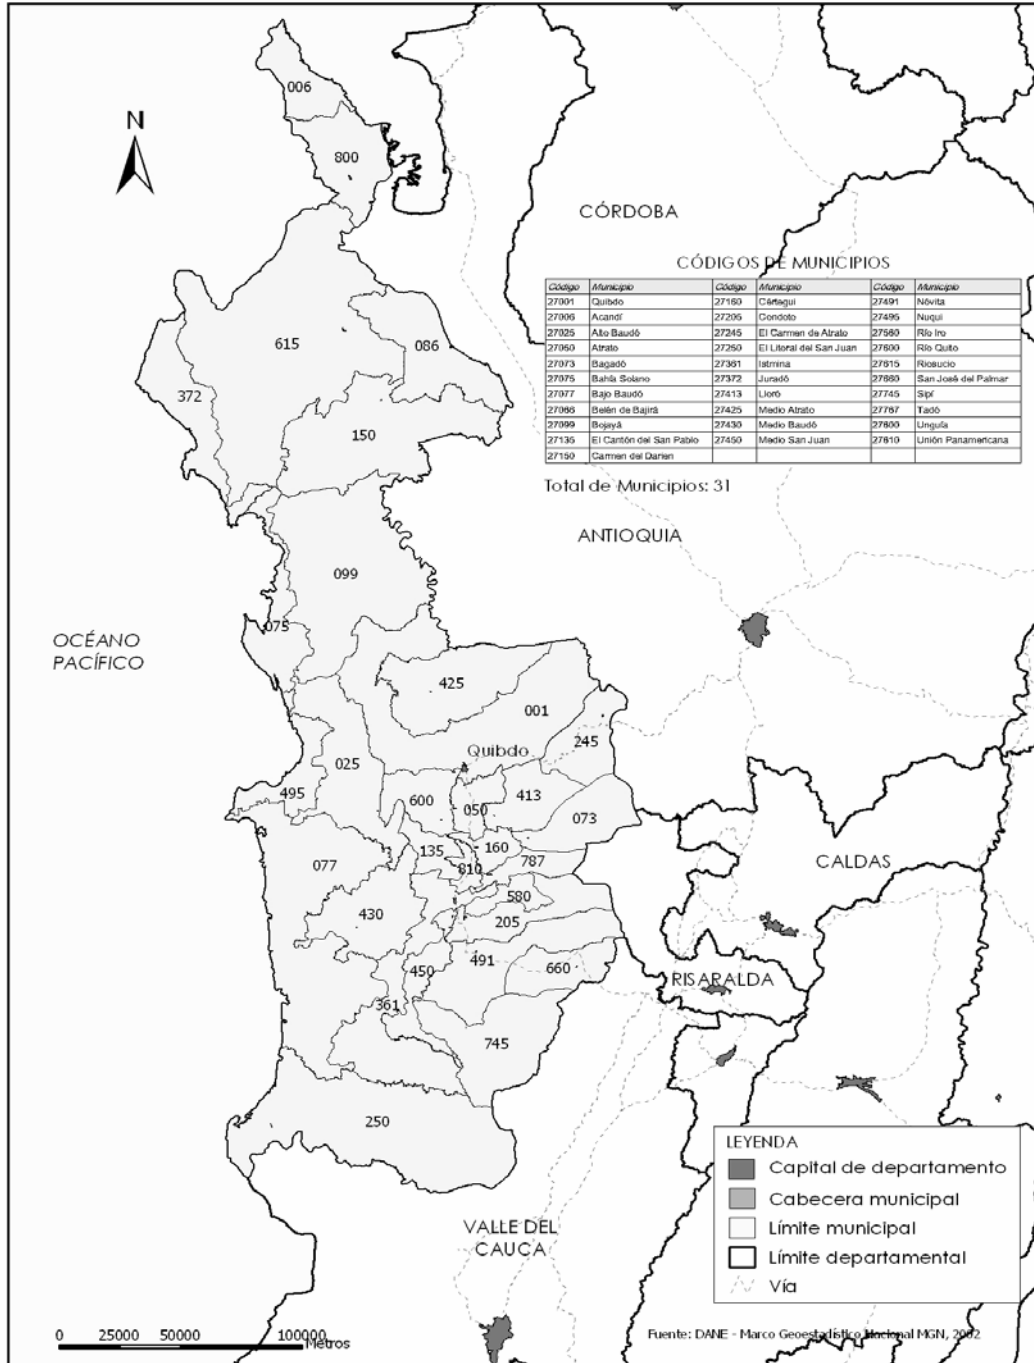 N
006
800
CÓRDOBA
CÓDIGOS DE MUNICIPIOS
Código Municipio Código Municipio Código Municipio
27001 Quibdo 27160 Cértegui 27491 Nóvita
27006 Acandí 27205 Condoto 27495 Nuqui
27025 Alto Baudó 27245 El Carmen de Atrato 27580 Río Iro
27050 Atrato 27250 El Litoral del San Juan 27600 Río Quito
27073 Bagadó 27361 Istmina 27615 Riosucio
27075 Bahía Solano 27372 Juradó 27660 San José del Palmar
27077 Bajo Baudó 27413 Lloró 27745 Sipí
27086 Belén de Bajirá 27425 Medio Atrato 27787 Tadó
27099 Bojayá 27430 Medio Baudó 27800 Unguía
27135 El Cantón del San Pablo 27450 Medio San Juan 27810 Unión Panamericana
27150 Carmen del Darien
Total de Municipios: 31
615
086
372
150
ANTIOQUIA
099
075
OCÉANO
PACÍFICO
425
001
245
Quibdo
025
495
600
050
413
073
135
160
077
810
787
CALDAS
580
430
205
491
450
660
RISARALDA
361
745
250
LEYENDA
Capital de departamento
Cabecera municipal
Límite municipal
Límite departamental
Vía
VALLE DEL
CAUCA
0 25000 50000 100000
Metros
Fuente: DANE - Marco Geoestadístico Nacional MGN, 2002